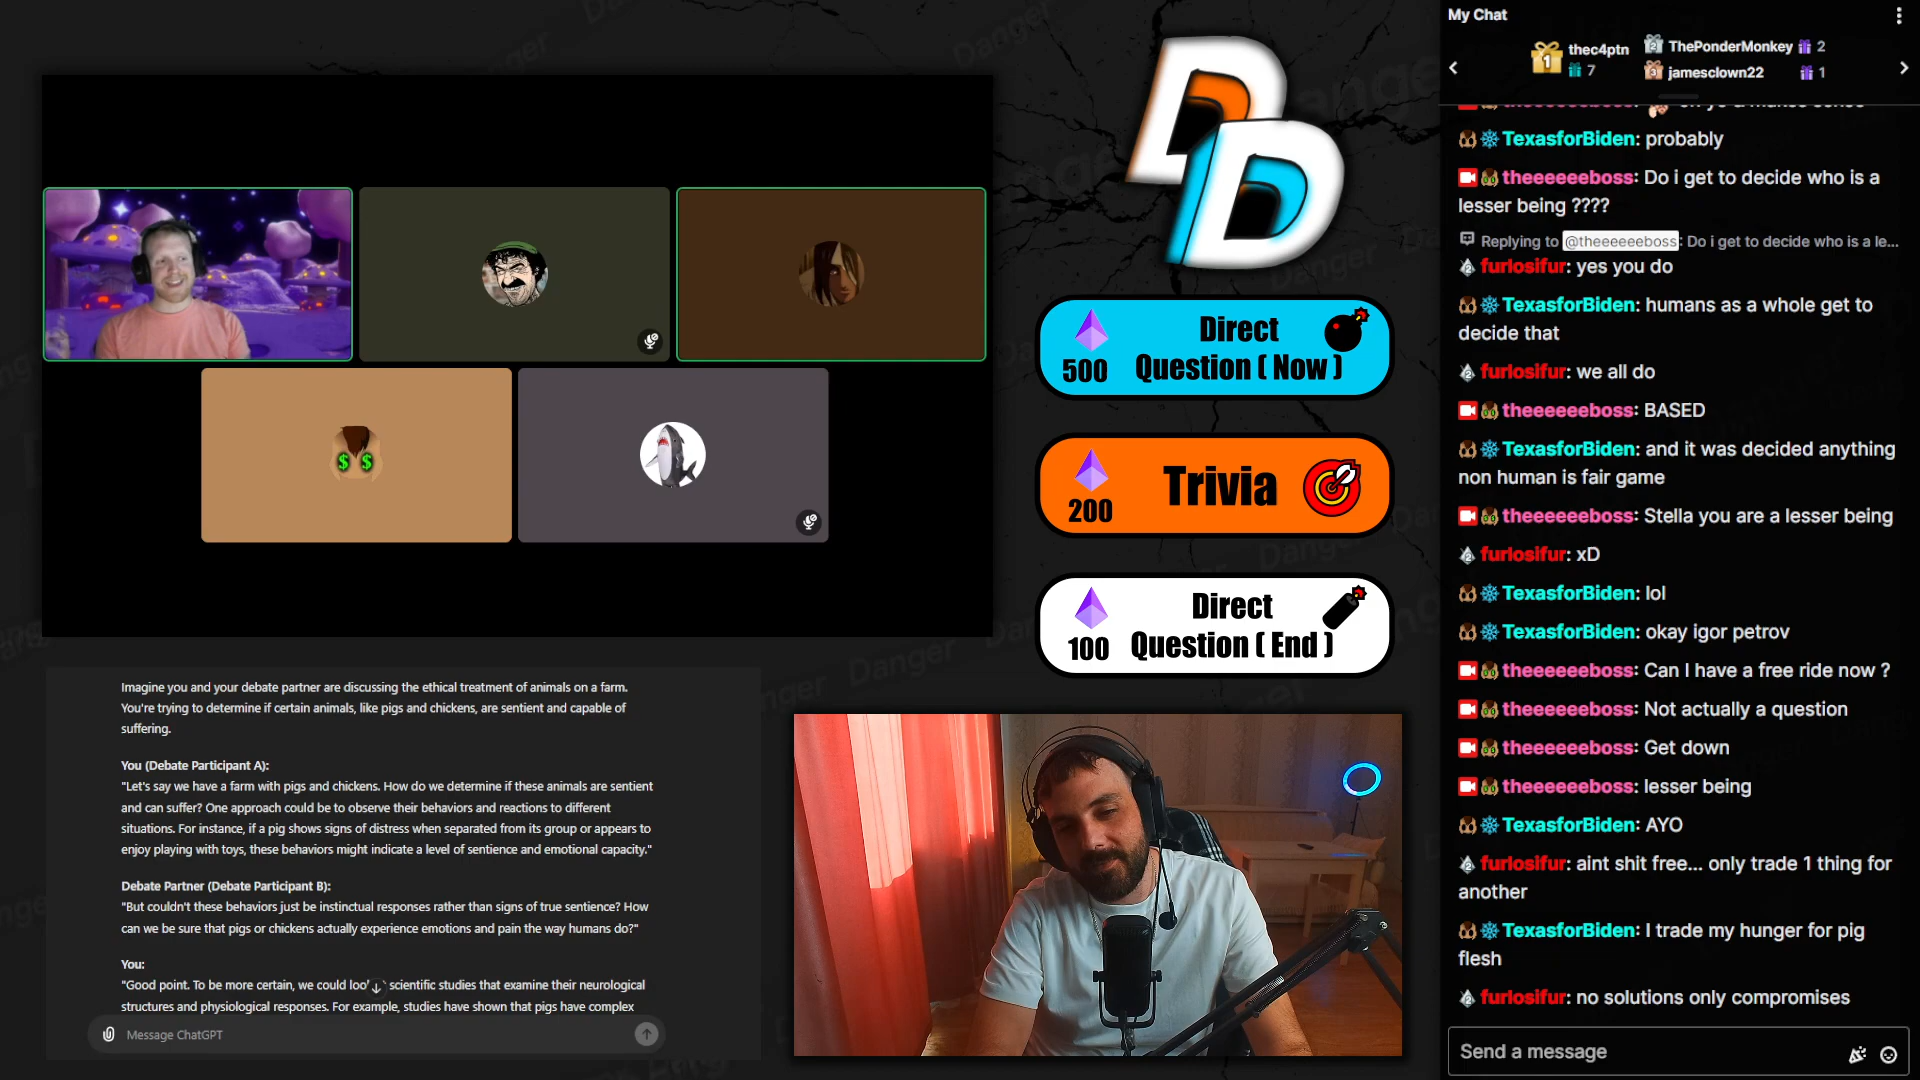 Direct
Question ( Now )
500
Trivia
200
Direct
Question ( End )
100
Imagine you and your debate partner are discussing the ethical treatment of animals on a farm.
You're trying to determine if certain animals, like pigs and chickens, are sentient and capable of
suffering.
You (Debate Participant A):
"Let's say we have a farm with pigs and chickens. How do we determine if these animals are sentient
and can suffer? One approach could be to observe their behaviors and reactions to different
situations. For instance, if a pig shows signs of distress when separated from its group or appears to
enjoy playing with toys, these behaviors might indicate a level of sentience and emotional capacity."
Debate Partner (Debate Participant B):
"But couldn't these behaviors just be instinctual responses rather than signs of true sentience? How
can we be sure that pigs or chickens actually experience emotions and pain the way humans do?"
You:
"Good point. To be more certain, we could scientific studies that examine their neurological
structures and physiological responses. For example, studies have shown that pigs have complex
Message ChatGPT
My Chat
thec4ptn
7
ThePonderMonkey 2
jamesclown22 1
TexasforBiden: probably
theeeeeeboss: Do i get to decide who is a
lesser being ????
Replying to @theeeeeeboss: Do i get to decide who is a le...
furiosifur: yes you do
TexasforBiden: humans as a whole get to
decide that
furiosifur: we all do
theeeeeeboss: BASED
TexasforBiden: and it was decided anything
non human is fair game
theeeeeeboss: Stella you are a lesser being
furiosifur: xD
TexasforBiden: lol
TexasforBiden: okay igor petrov
theeeeeeboss: Can I have a free ride now ?
theeeeeeboss: Not actually a question
theeeeeeboss: Get down
theeeeeeboss: lesser being
TexasforBiden: AYO
furiosifur: aint shit free... only trade 1 thing for
another
TexasforBiden: I trade my hunger for pig
flesh
furiosifur: no solutions only compromises
Send a message